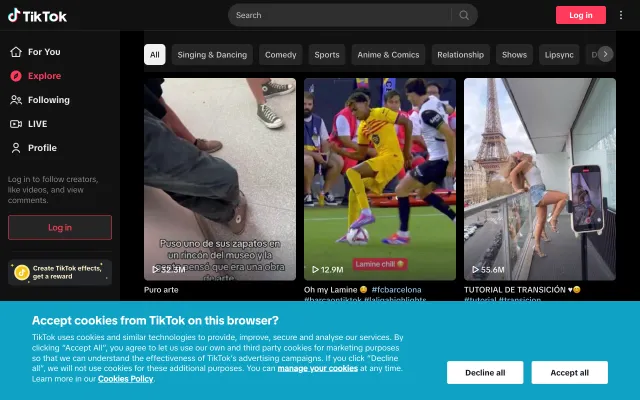 TikTok
Search
Log in
For You
Explore
Following
LIVE
Profile
Log in to follow creators,
like videos, and view
comments.
Log in
Create TikTok effects,
get a reward
All
Singing & Dancing
Comedy
Sports
Anime & Comics
Relationship
Shows
Lipsync
D
Puso uno de sus zapatos en
un rincón del museo y la
pensó que era una obra
de arte
32.3M
Puro arte
Lamine chill 😂
12.9M
Oh my Lamine 😂 #fcbarcelona
#barcaontiktok #laligahighlights
55.6M
TUTORIAL DE TRANSICIÓN ♥️😍
#tutorial #transicion
Accept cookies from TikTok on this browser?
TikTok uses cookies and similar technologies to provide, improve, secure and analyse our services. By
clicking “Accept All”, you agree to let us use our own and third party cookies for marketing purposes
so that we can understand the effectiveness of TikTok's advertising campaigns. If you click “Decline
all”, we will not use cookies for these additional purposes. You can manage your cookies at any time.
Learn more in our Cookies Policy.
Decline all
Accept all